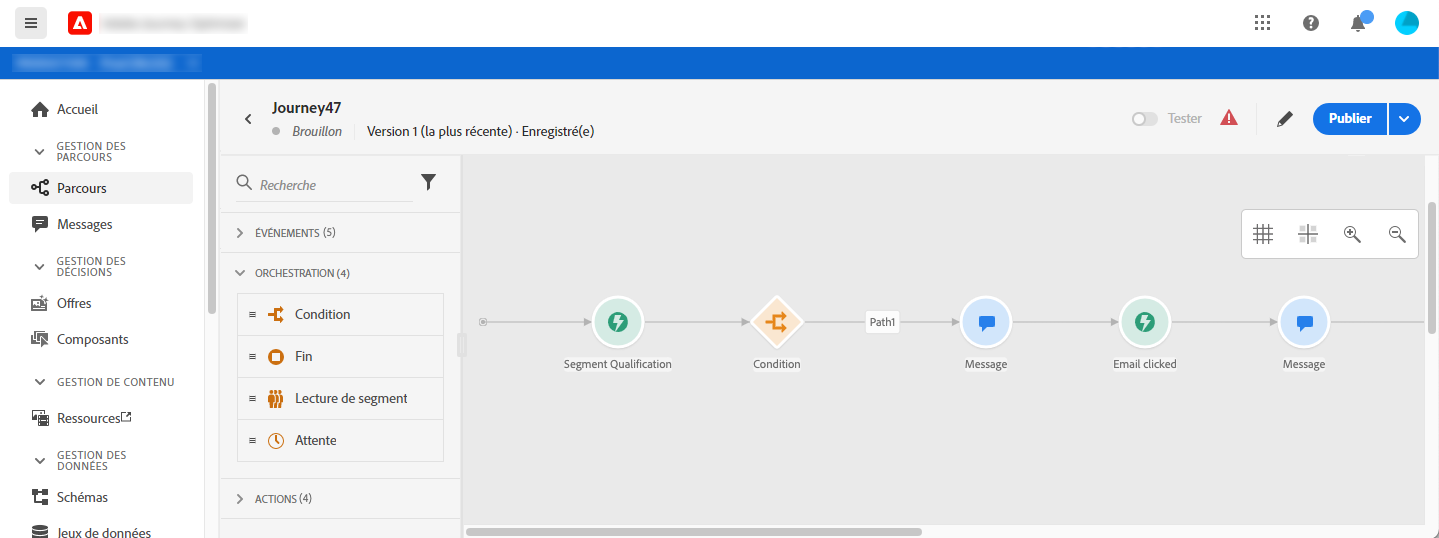 Accueil
GESTION DES
PARCOURS
Parcours
Messages
GESTION DES
DÉCISIONS
Offres
Composants
GESTION DE CONTENU
Ressources
GESTION DES
DONNÉES
Schémas
Jeux de données
Journey47
Brouillon
Version 1 (la plus récente) · Enregistré(e)
Tester
Publier
Recherche
ÉVÉNEMENTS (5)
ORCHESTRATION (4)
Condition
Fin
Lecture de segment
Attente
ACTIONS (4)
Path1
Segment Qualification
Condition
Message
Email clicked
Message